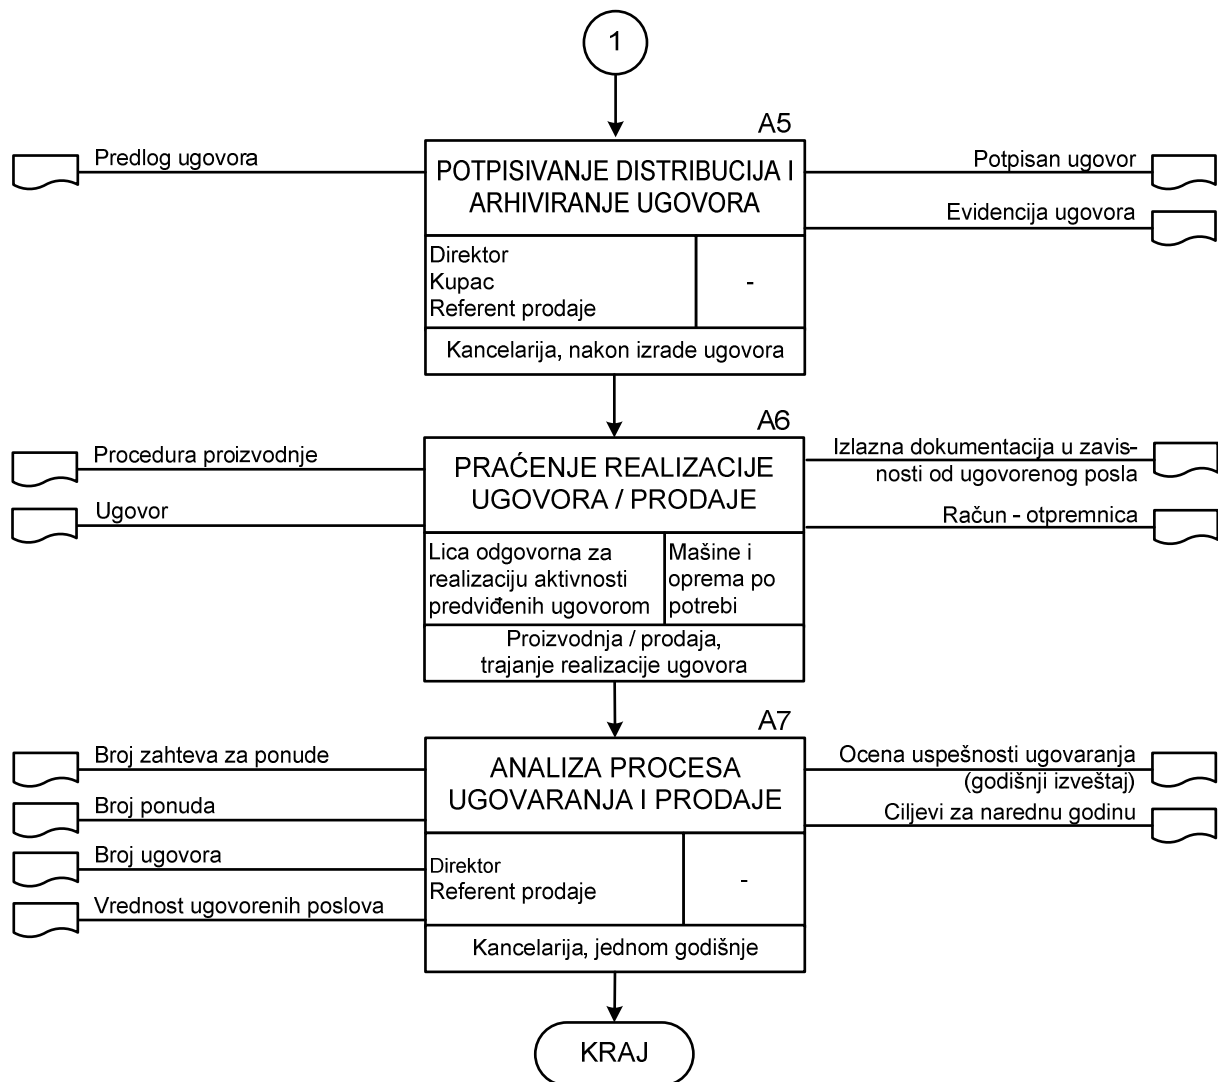 1
A5
Predlog ugovora
POTPISIVANJE DISTRIBUCIJA I
ARHIVIRANJE UGOVORA
Potpisan ugovor
Evidencija ugovora
Direktor
Kupac
Referent prodaje
-
Kancelarija, nakon izrade ugovora
A6
Procedura proizvodnje
Ugovor
PRAĆENJE REALIZACIJE
UGOVORA / PRODAJE
Izlazna dokumentacija u zavis-
nosti od ugovorenog posla
Račun - otpremnica
Lica odgovorna za
realizaciju aktivnosti
predviđenih ugovorom
Mašine i
oprema po
potrebi
Proizvodnja / prodaja,
trajanje realizacije ugovora
A7
Broj zahteva za ponude
Broj ponuda
Broj ugovora
Vrednost ugovorenih poslova
ANALIZA PROCESA
UGOVARANJA I PRODAJE
Ocena uspešnosti ugovaranja
(godišnji izveštaj)
Ciljevi za narednu godinu
Direktor
Referent prodaje
-
Kancelarija, jednom godišnje
KRAJ